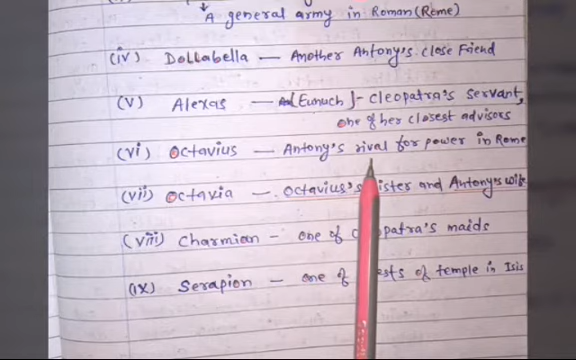 A general army in Roman (Rome)
(iv) Dollabella — Another Antony's close Friend
(v) Alexas — [Eunuch] - cleopatra's servant,
one of her closest advisors
(vi) Octavius — Antony's rival for power in Rome
(vii) Octavia — Octavius's ister and Antony's wife
(viii) Charmian - one of patra's maids
(ix) Serapion — one of ests of temple in Isis